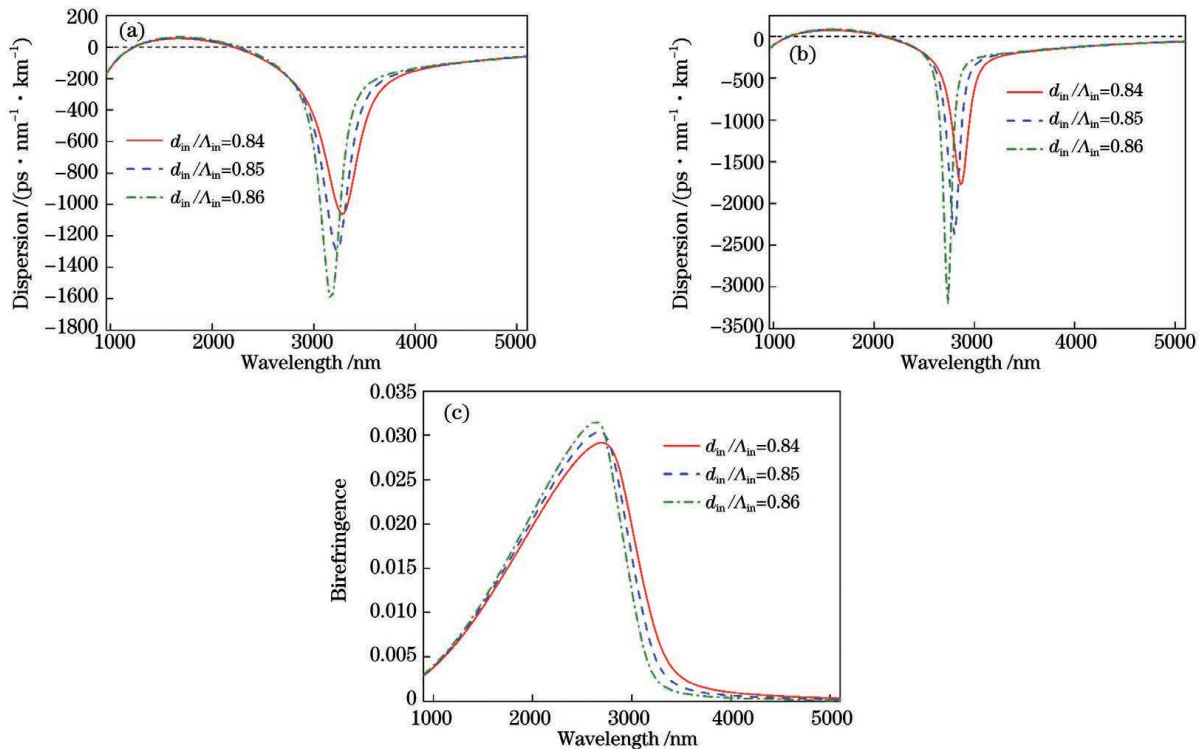 (a)
200
0
−200
−400
−600
−800
−1000
−1200
−1400
−1600
−1800
Dispersion /(ps · nm⁻¹ · km⁻¹)
d_in/Λ_in=0.84
d_in/Λ_in=0.85
d_in/Λ_in=0.86
1000 2000 3000 4000 5000
Wavelength /nm
(b)
0
−500
−1000
−1500
−2000
−2500
−3000
−3500
Dispersion /(ps · nm⁻¹ · km⁻¹)
d_in/Λ_in=0.84
d_in/Λ_in=0.85
d_in/Λ_in=0.86
1000 2000 3000 4000 5000
Wavelength /nm
(c)
0.035
0.030
0.025
0.020
0.015
0.010
0.005
0
Birefringence
d_in/Λ_in=0.84
d_in/Λ_in=0.85
d_in/Λ_in=0.86
1000 2000 3000 4000 5000
Wavelength /nm